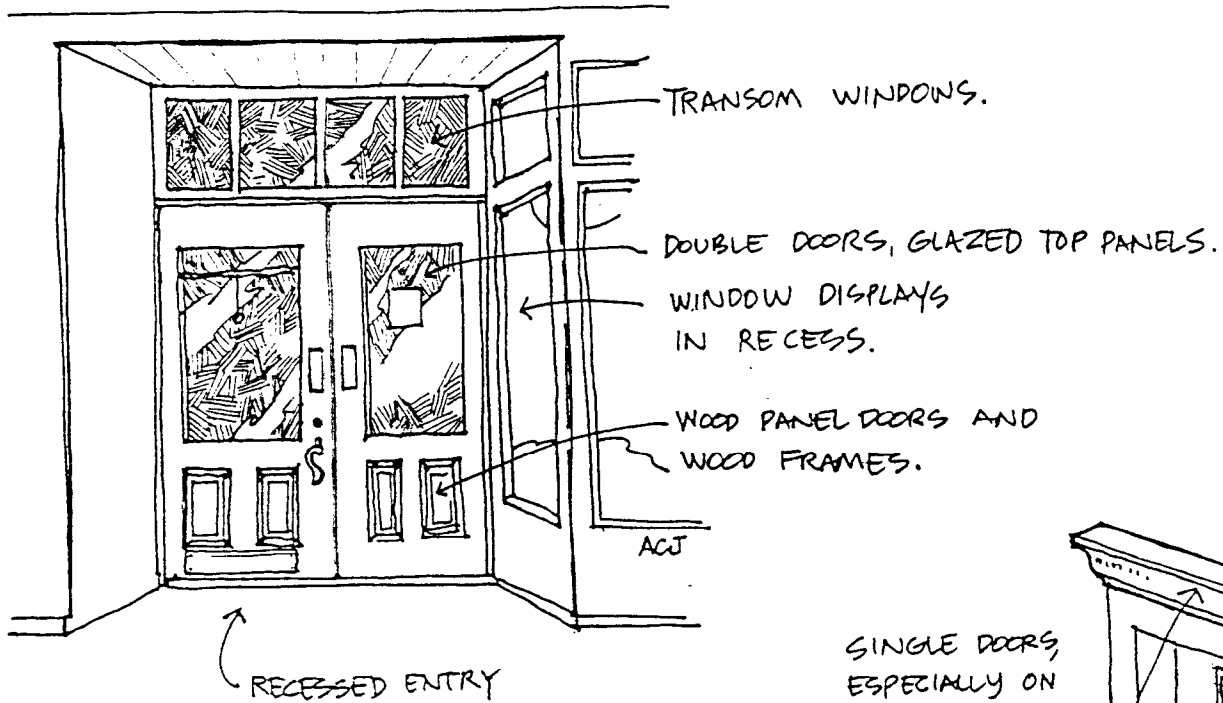 TRANSOM WINDOWS.
DOUBLE DOORS, GLAZED TOP PANELS.
WINDOW DISPLAYS
IN RECESS.
WOOD PANEL DOORS AND
WOOD FRAMES.
ACJ
RECESSED ENTRY
SINGLE DOORS,
ESPECIALLY ON